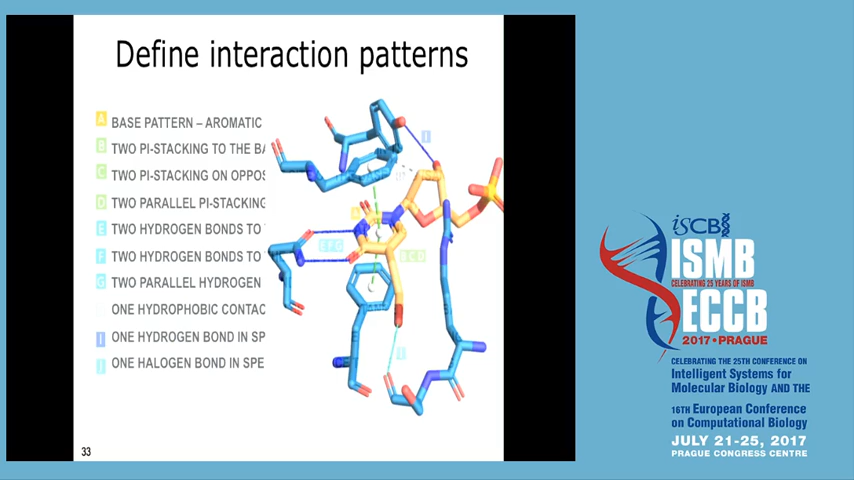 Define interaction patterns
A BASE PATTERN – AROMATIC
B TWO PI-STACKING TO THE BA
C TWO PI-STACKING ON OPPOS
D TWO PARALLEL PI-STACKING
E TWO HYDROGEN BONDS TO
F TWO HYDROGEN BONDS TO
G TWO PARALLEL HYDROGEN
ONE HYDROPHOBIC CONTAC
I ONE HYDROGEN BOND IN SP
J ONE HALOGEN BOND IN SPE
I
A
EFG
BCD
J
33
iSCB
ISMB
CELEBRATING 25 YEARS OF ISMB
ECCB
2017 • PRAGUE
CELEBRATING THE 25TH CONFERENCE ON
Intelligent Systems for
Molecular Biology AND THE
16TH European Conference
on Computational Biology
JULY 21-25, 2017
PRAGUE CONGRESS CENTRE